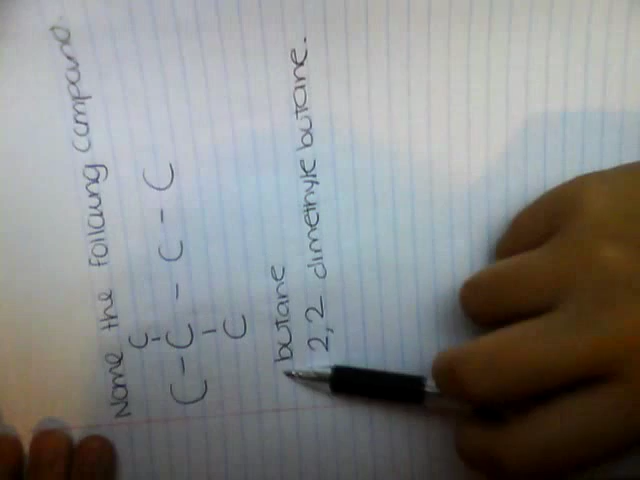 Name the following compound
C
C - C - C - C
C
butane
2,2 dimethyle butane.